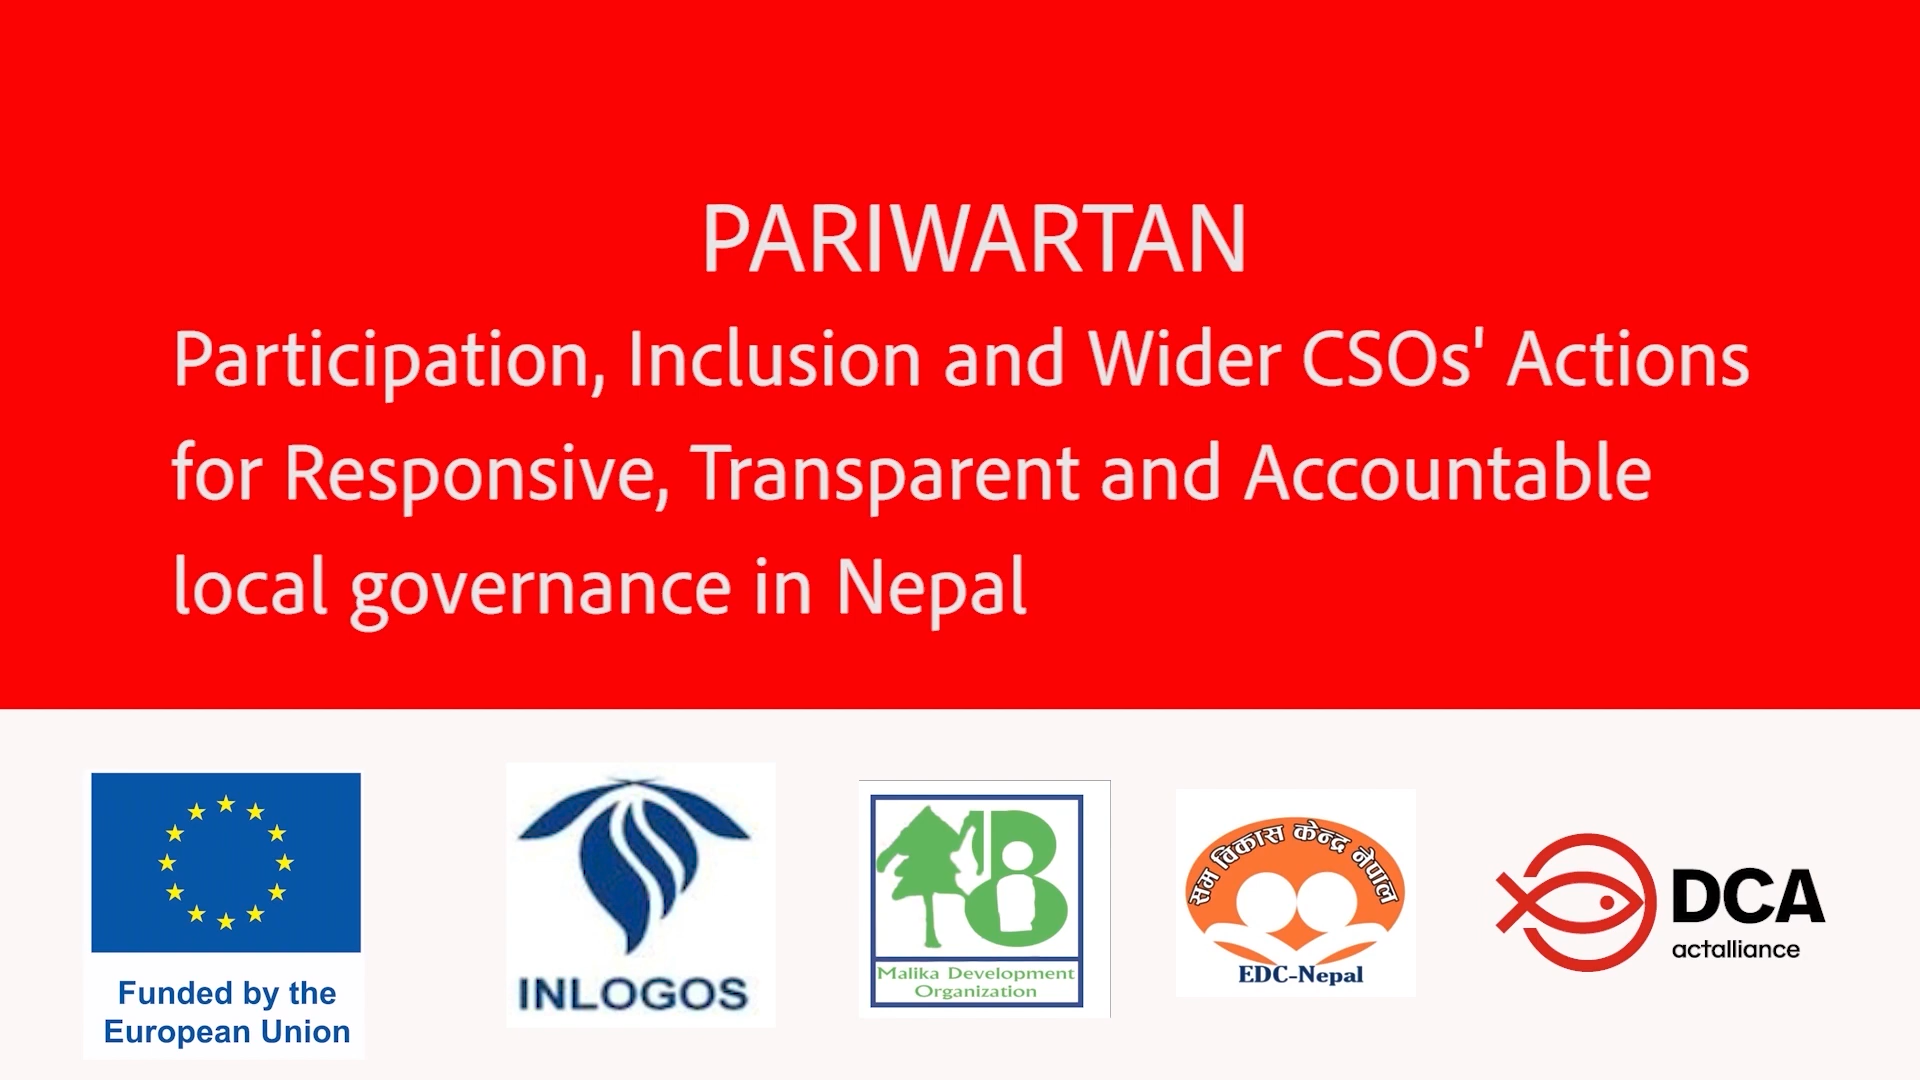 PARIWARTAN
Participation, Inclusion and Wider CSOs' Actions
for Responsive, Transparent and Accountable
local governance in Nepal
Funded by the
European Union
INLOGOS
Malika Development
Organization
सम विकास केन्द्र नेपाल
EDC-Nepal
DCA
actalliance